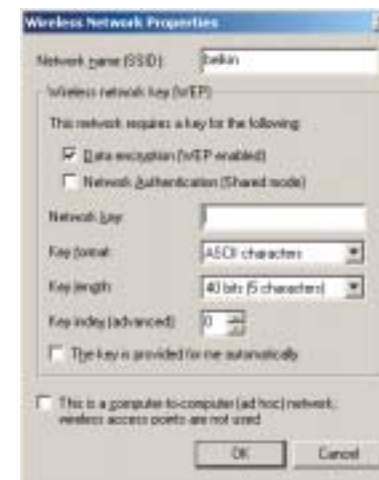 Wireless Network Properties
Network name (SSID): belkin
Wireless network key (WEP)
This network requires a key for the following:
Data encryption (WEP enabled)
Network Authentication (Shared mode)
Network key:
Key format: ASCII characters
Key length: 40 bits (5 characters)
Key index (advanced): 0
The key is provided for me automatically
This is a computer-to-computer (ad hoc) network;
wireless access points are not used
OK Cancel